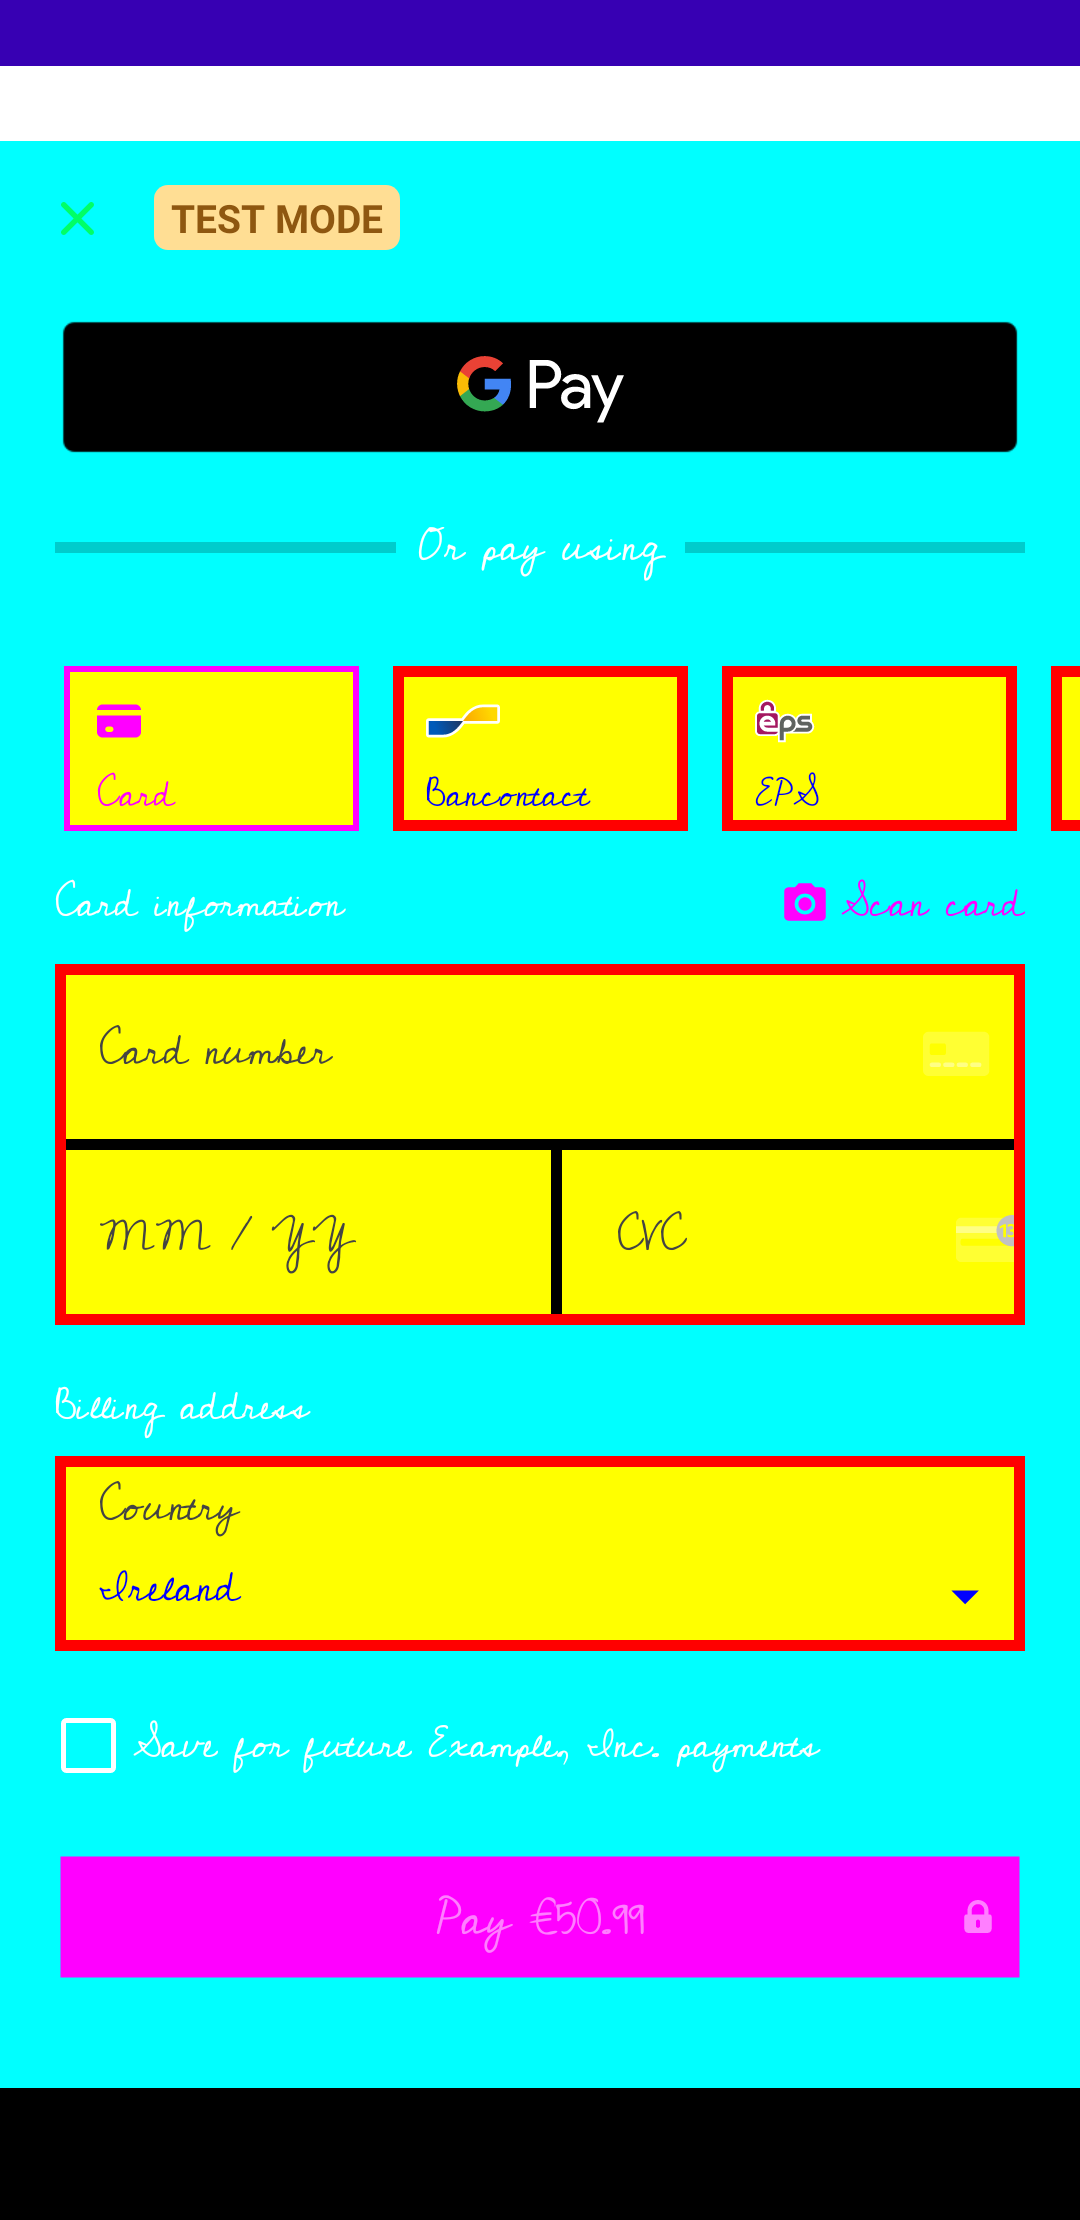 TEST MODE
G Pay
Or pay using
Card
Bancontact
eps
EPS
Card information
Scan card
Card number
MM / YY
CVC
Billing address
Country
Ireland
Save for future Example, Inc. payments
Pay €50.99